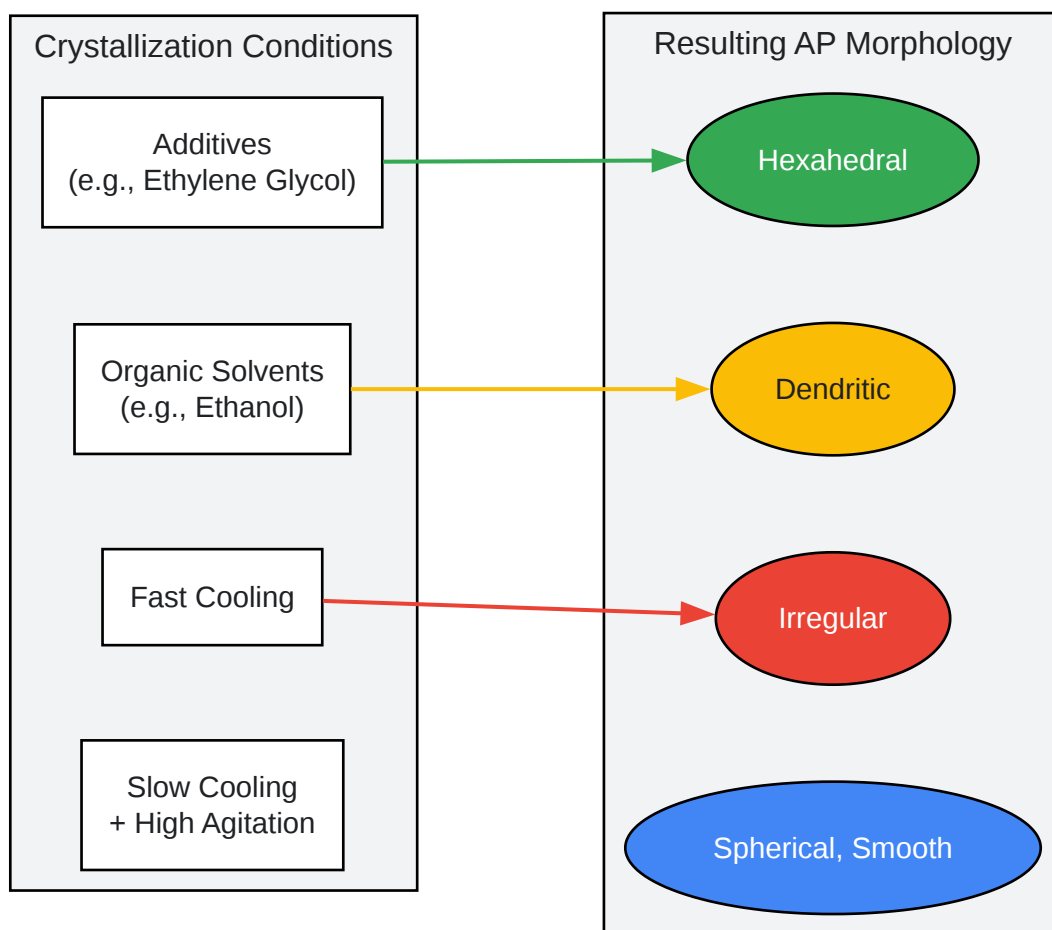 Crystallization Conditions
Additives
(e.g., Ethylene Glycol)
Organic Solvents
(e.g., Ethanol)
Fast Cooling
Slow Cooling
+ High Agitation
Resulting AP Morphology
Hexahedral
Dendritic
Irregular
Spherical, Smooth